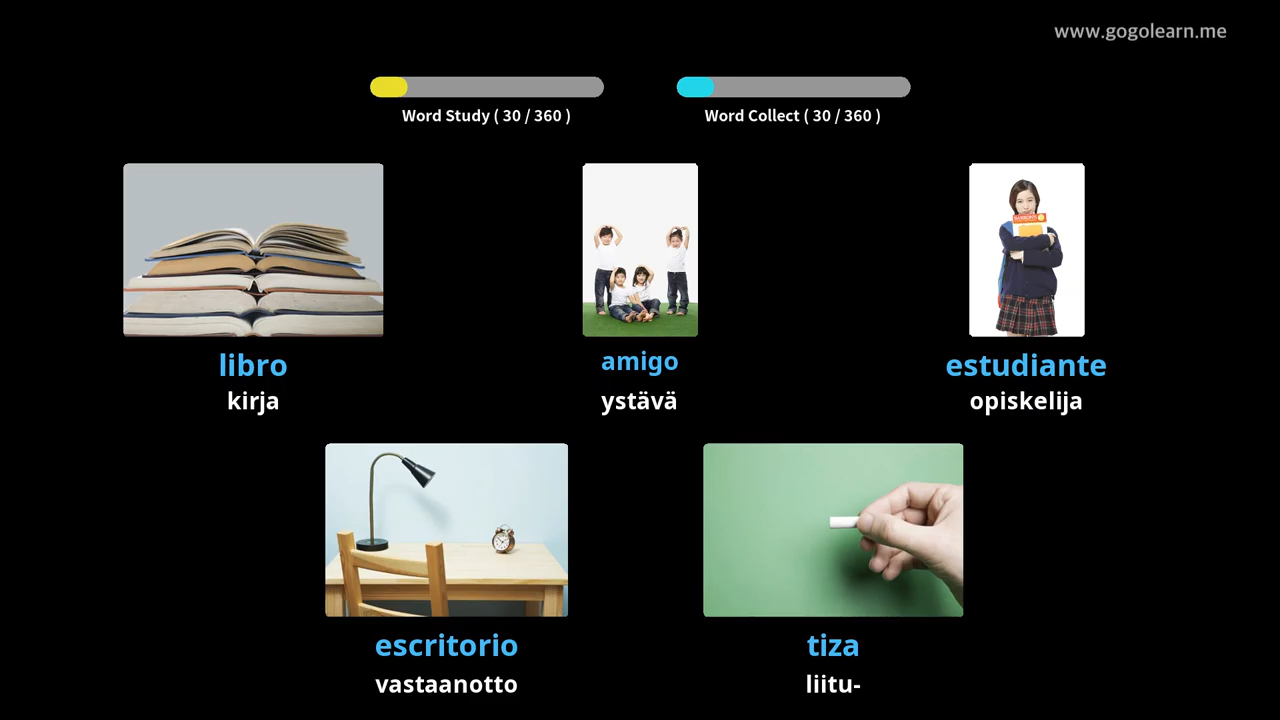 www.gogolearn.me
Word Study ( 30 / 360 )
Word Collect ( 30 / 360 )
libro
kirja
amigo
ystävä
estudiante
opiskelija
escritorio
vastaanotto
tiza
liitu-